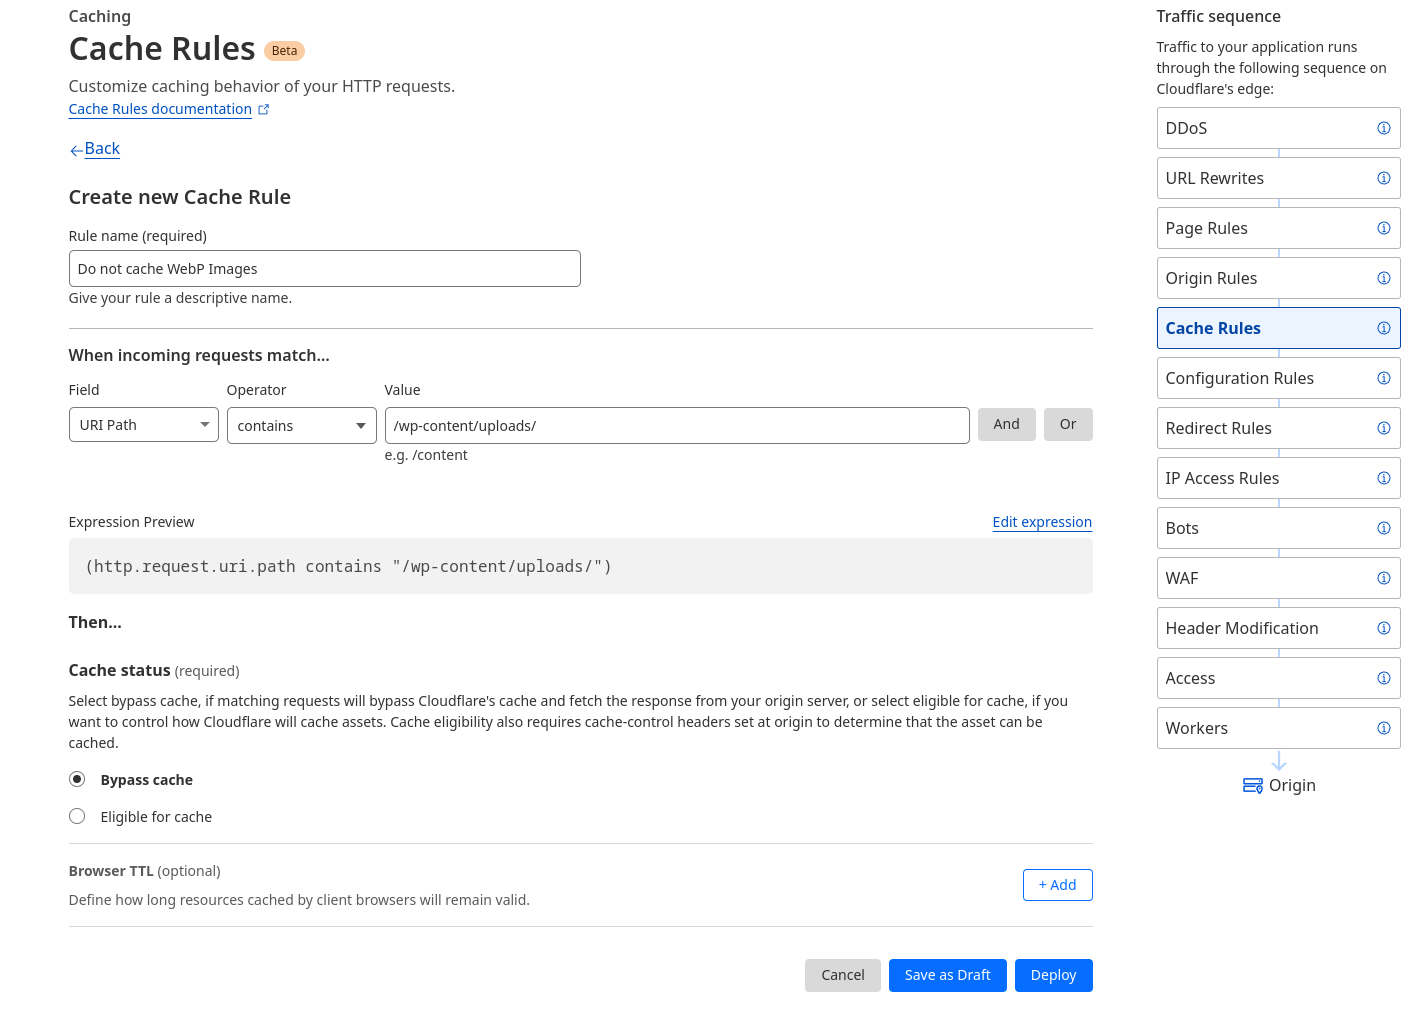 Caching
Cache Rules Beta
Customize caching behavior of your HTTP requests.
Cache Rules documentation
Back
Create new Cache Rule
Rule name (required)
Do not cache WebP Images
Give your rule a descriptive name.
When incoming requests match...
Field Operator Value
URI Path contains /wp-content/uploads/ And Or
e.g. /content
Expression Preview Edit expression
(http.request.uri.path contains "/wp-content/uploads/")
Then...
Cache status (required)
Select bypass cache, if matching requests will bypass Cloudflare's cache and fetch the response from your origin server, or select eligible for cache, if you
want to control how Cloudflare will cache assets. Cache eligibility also requires cache-control headers set at origin to determine that the asset can be
cached.
Bypass cache
Eligible for cache
Browser TTL (optional)
+ Add
Define how long resources cached by client browsers will remain valid.
Cancel Save as Draft Deploy
Traffic sequence
Traffic to your application runs
through the following sequence on
Cloudflare's edge:
DDoS
URL Rewrites
Page Rules
Origin Rules
Cache Rules
Configuration Rules
Redirect Rules
IP Access Rules
Bots
WAF
Header Modification
Access
Workers
Origin